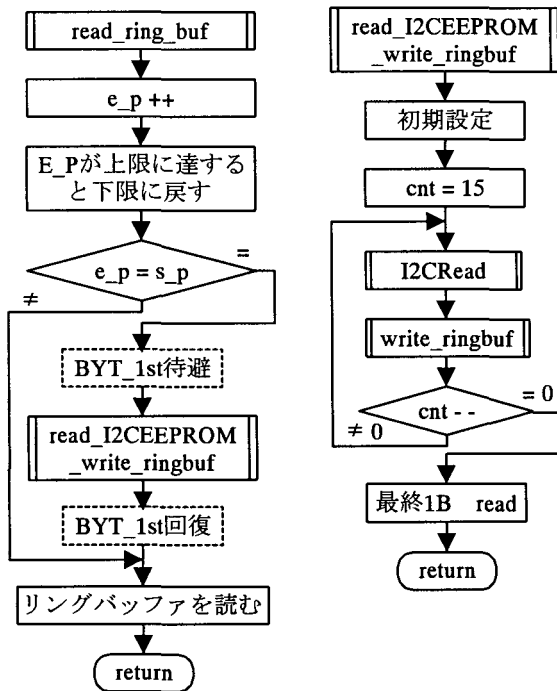 read_ring_buf
e_p ++
E_Pが上限に達する
と下限に戻す
e_p = s_p
=
≠
BYT_1st待避
read_I2CEEPROM
_write_ringbuf
BYT_1st回復
リングバッファを読む
return
read_I2CEEPROM
_write_ringbuf
初期設定
cnt = 15
I2CRead
write_ringbuf
cnt - -
= 0
≠ 0
最終1B read
return